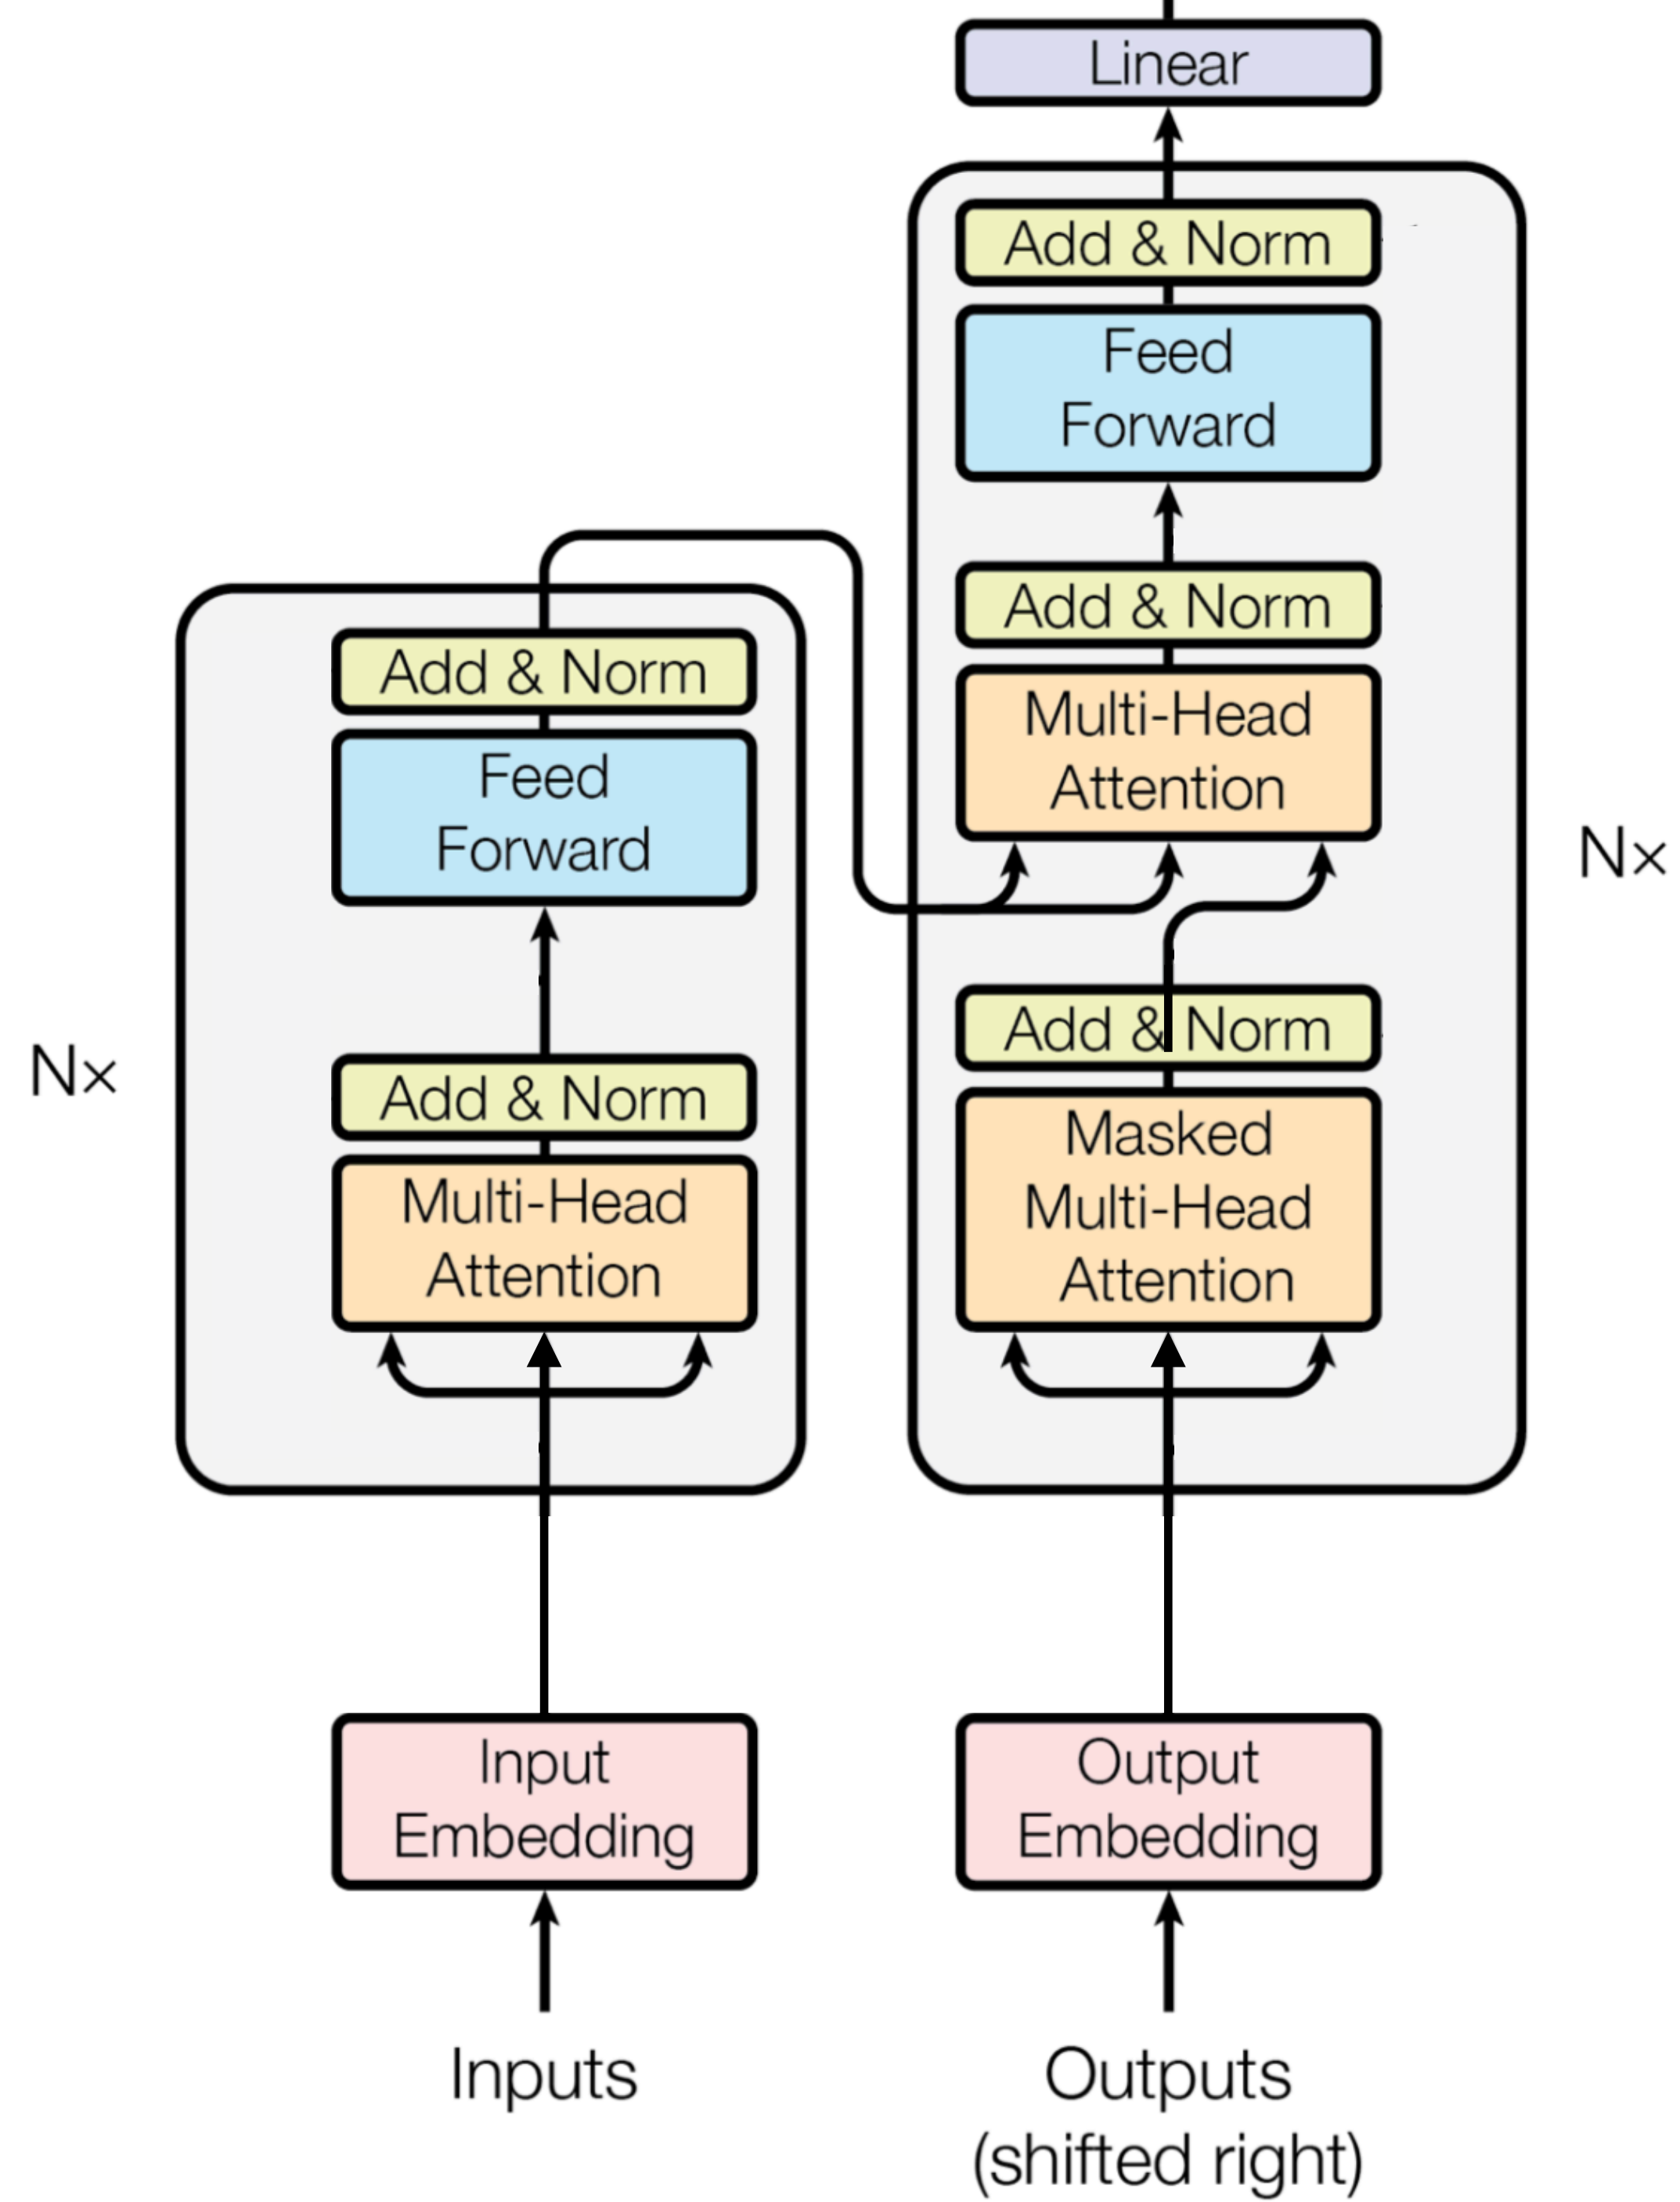 Linear
Add & Norm
Feed
Forward
Add & Norm
Multi-Head
Attention
Nx
Add & Norm
Masked
Multi-Head
Attention
Add & Norm
Feed
Forward
Nx
Add & Norm
Multi-Head
Attention
Input
Embedding
Output
Embedding
Inputs
Outputs
(shifted right)